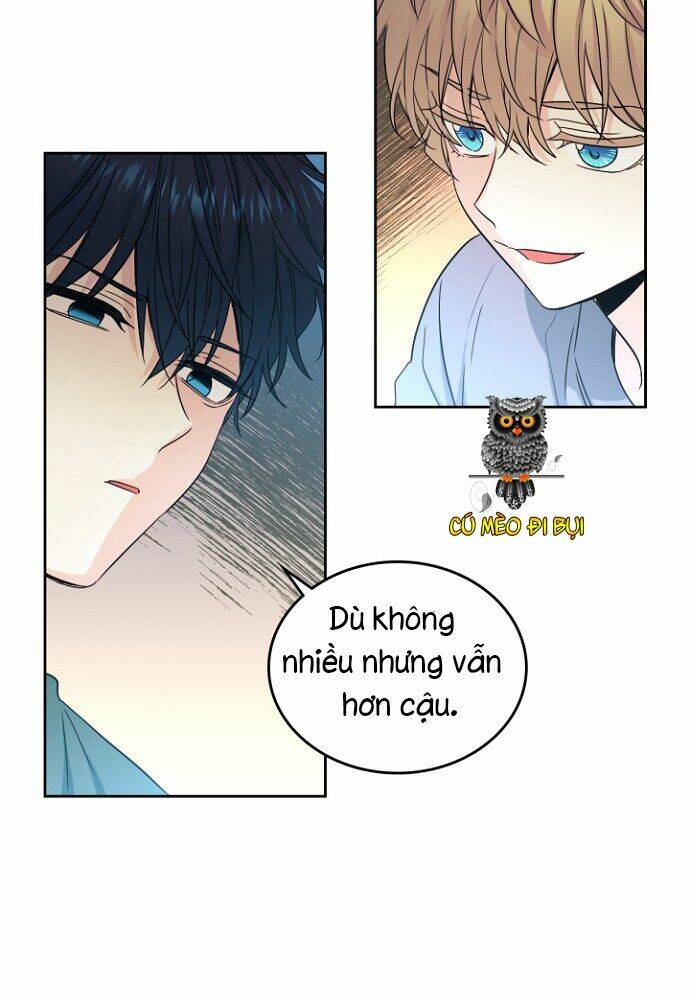 CÚ MÈO ĐI BỤI
Dù không
nhiều nhưng vẫn
hơn cậu.